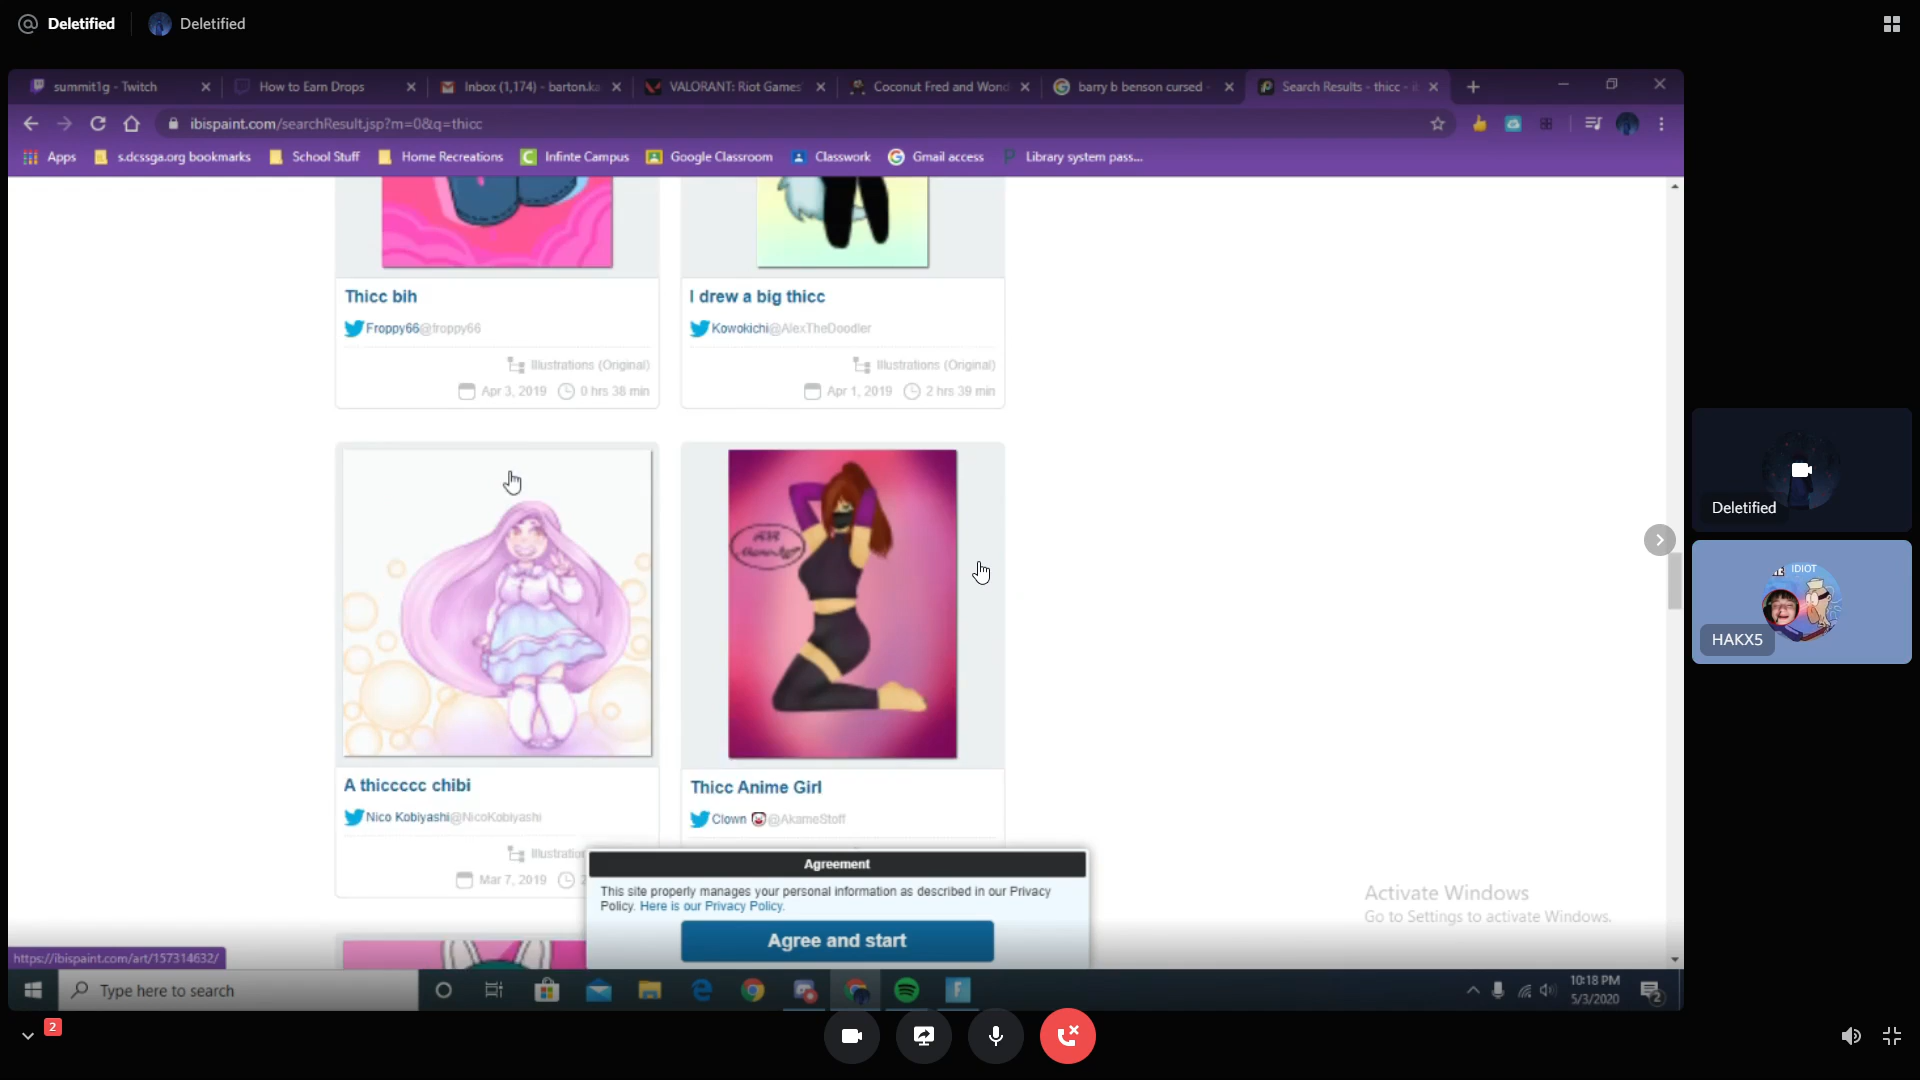 Deletified
Deletified
summit1g - Twitch
How to Earn Drops
Inbox (1,174) - barton.ka
VALORANT: Riot Games'
Coconut Fred and Wond
barry b benson cursed -
Search Results - thicc - i
ibispaint.com/searchResult.jsp?m=0&q=thicc
Apps
s.dcssga.org bookmarks
School Stuff
Home Recreations
Infinte Campus
Google Classroom
Classwork
Gmail access
Library system pass...
Thicc bih
I drew a big thicc
Froppy66@froppy66
Kowokichi@AlexTheDoodler
Illustrations (Original)
Illustrations (Original)
Apr 3, 2019 0 hrs 38 min
Apr 1, 2019 2 hrs 39 min
A thiccccc chibi
Thicc Anime Girl
Nico Kobiyashi@NicoKobiyashi
Clown @AkameStoff
Illustration
Mar 7, 2019 2
Agreement
This site properly manages your personal information as described in our Privacy
Policy. Here is our Privacy Policy.
Agree and start
Activate Windows
Go to Settings to activate Windows.
https://ibispaint.com/art/157314632/
Type here to search
10:18 PM
5/3/2020
2
2
Deletified
IDIOT
HAKX5